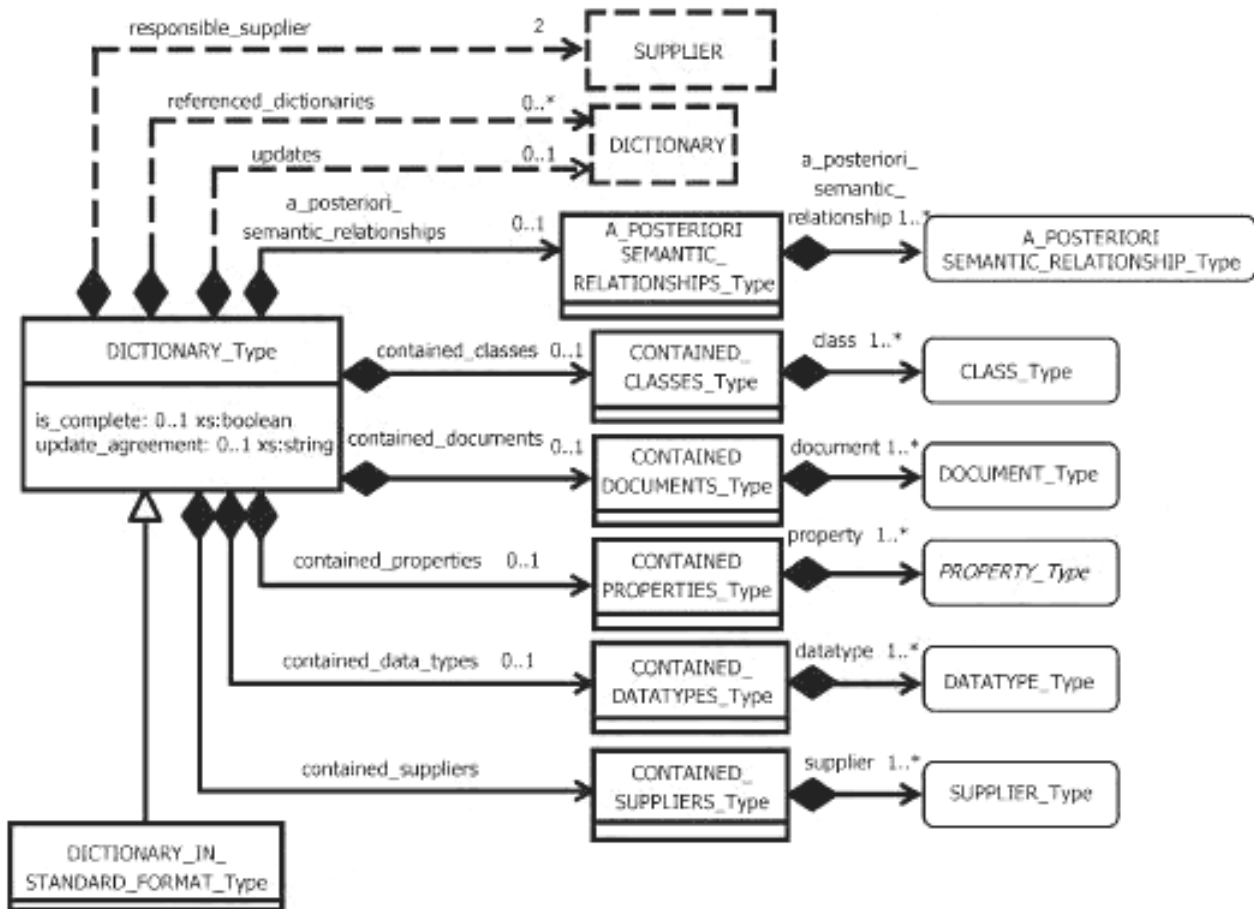 responsible_supplier
2
SUPPLIER
referenced_dictionaries
0..*
DICTIONARY
updates
0..1
a_posteriori_
semantic_relationships
0..1
A_POSTERIORI
SEMANTIC_
RELATIONSHIPS_Type
a_posteriori_
semantic_
relationship 1..*
A_POSTERIORI
SEMANTIC_RELATIONSHIP_Type
DICTIONARY_Type
is_complete: 0..1 xs:boolean
update_agreement: 0..1 xs:string
contained_classes 0..1
CONTAINED_
CLASSES_Type
class 1..*
CLASS_Type
contained_documents
0..1
CONTAINED
DOCUMENTS_Type
document 1..*
DOCUMENT_Type
contained_properties 0..1
CONTAINED
PROPERTIES_Type
property 1..*
PROPERTY_Type
contained_data_types 0..1
CONTAINED_
DATATYPES_Type
datatype 1..*
DATATYPE_Type
contained_suppliers
CONTAINED_
SUPPLIERS_Type
supplier 1..*
SUPPLIER_Type
DICTIONARY_IN_
STANDARD_FORMAT_Type